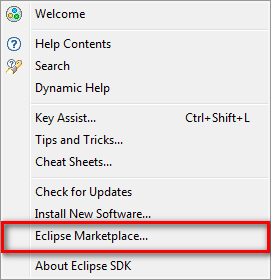 Welcome
Help Contents
Search
Dynamic Help
Key Assist... Ctrl+Shift+L
Tips and Tricks...
Cheat Sheets...
Check for Updates
Install New Software...
Eclipse Marketplace...
About Eclipse SDK